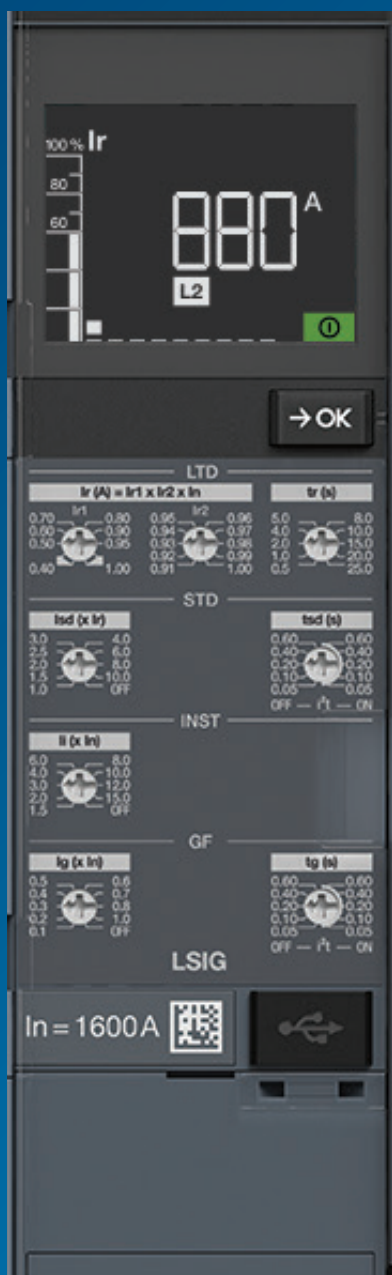 100 % Ir
80
60
880 A
L2
→OK
LTD
Ir (A) = Ir1 x Ir2 x In
tr (s)
Ir1
Ir2
0.70 0.80 0.95 0.96 5.0 8.0
0.60 0.90 0.94 0.97 4.0 10.0
0.50 0.95 0.93 0.98 2.0 15.0
0.92 0.99 1.0 20.0
0.40 1.00 0.91 1.00 0.5 25.0
STD
Isd (x Ir) tsd (s)
3.0 4.0 0.60 0.60
2.5 6.0 0.40 0.40
2.0 8.0 0.20 0.20
1.5 10.0 0.10 0.10
1.0 OFF 0.05 0.05
OFF — i²t — ON
INST
Ii (x In)
6.0 8.0
4.0 10.0
3.0 12.0
2.0 15.0
1.5 OFF
GF
Ig (x In) tg (s)
0.5 0.6 0.60 0.60
0.4 0.7 0.40 0.40
0.3 0.8 0.20 0.20
0.2 1.0 0.10 0.10
0.1 OFF 0.05 0.05
OFF — i²t — ON
LSIG
In = 1600 A